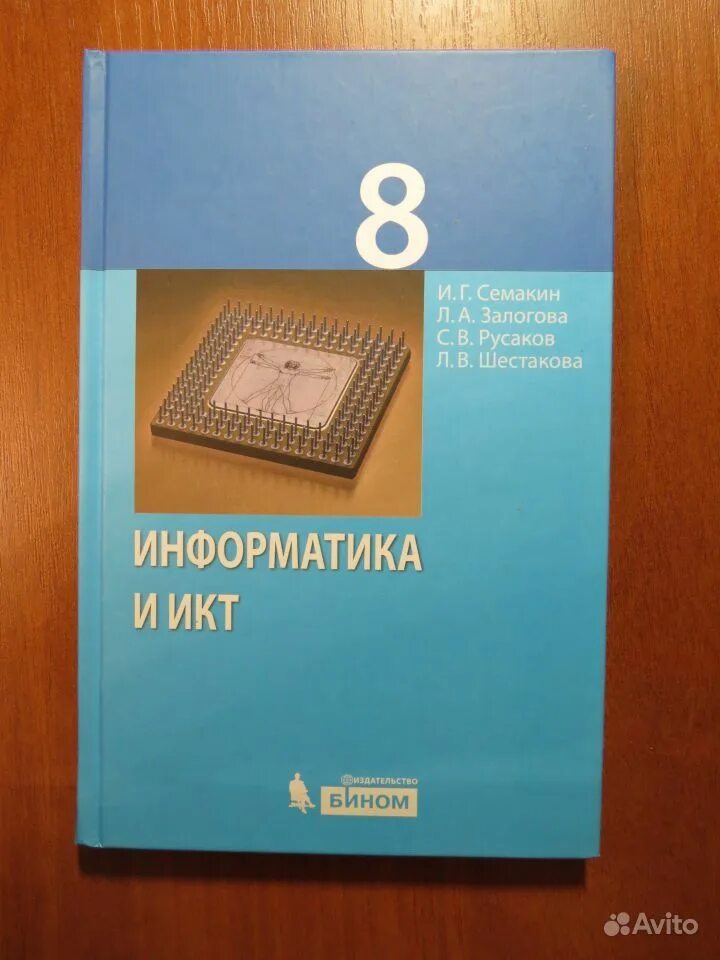 8
И. Г. Семакин
Л. А. Залогова
С. В. Русаков
Л. В. Шестакова
ИНФОРМАТИКА
И ИКТ
ИЗДАТЕЛЬСТВО
БИНОМ
Avito